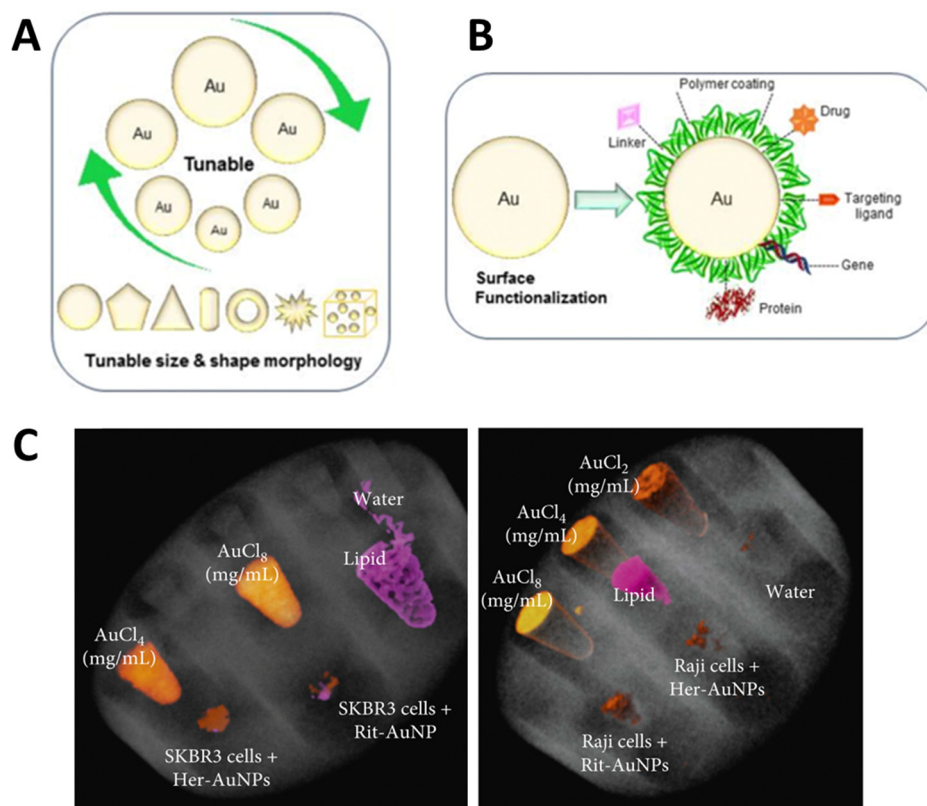 A
Au
Au
Au
Tunable
Au
Au
Au
Tunable size & shape morphology
B
Polymer coating
Linker
Drug
Au
Au
Targeting
ligand
Surface
Functionalization
Gene
Protein
C
Water
AuCl₈
(mg/mL)
Lipid
AuCl₄
(mg/mL)
SKBR3 cells +
Rit-AuNP
SKBR3 cells +
Her-AuNPs
AuCl₂
(mg/mL)
AuCl₄
(mg/mL)
AuCl₈
(mg/mL)
Lipid
Water
Raji cells +
Her-AuNPs
Raji cells +
Rit-AuNPs